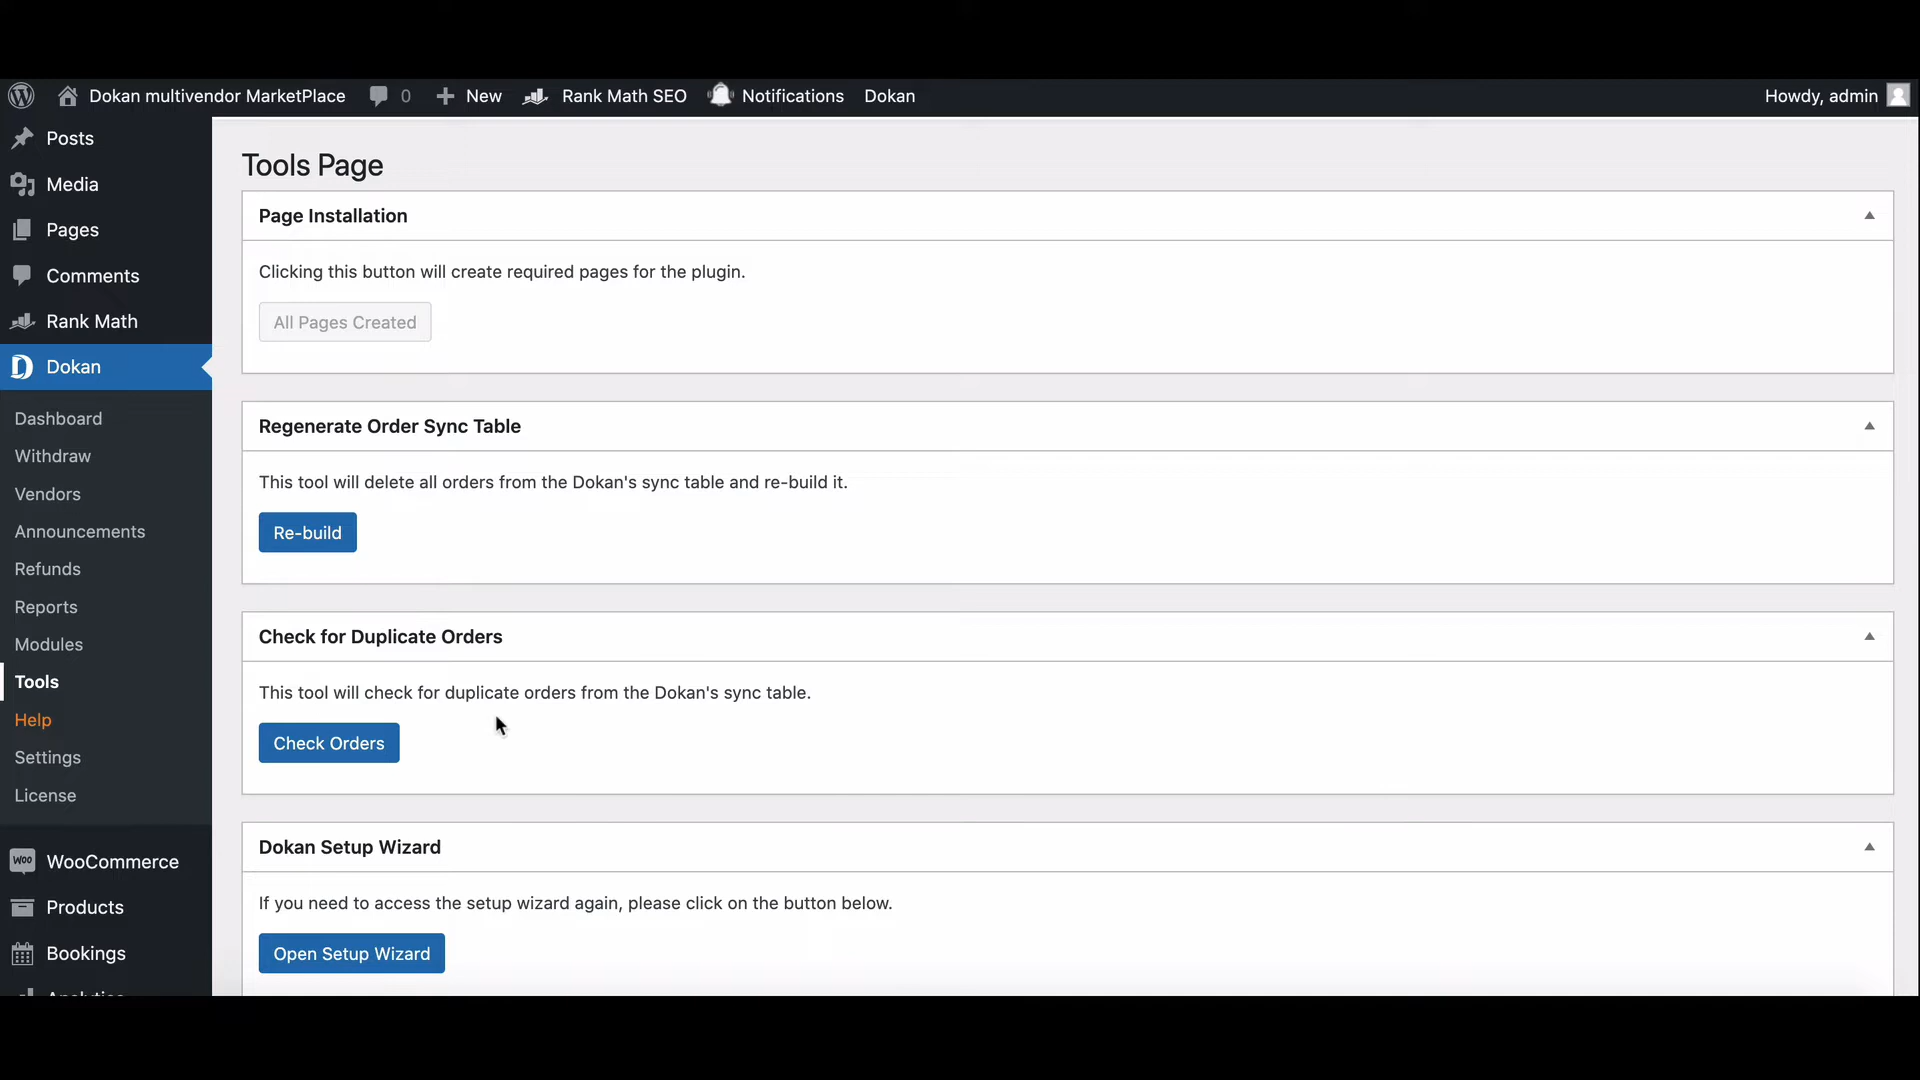 Dokan multivendor MarketPlace 0 New Rank Math SEO Notifications Dokan Howdy, admin
Posts
Media
Pages
Comments
Rank Math
Dokan
Dashboard
Withdraw
Vendors
Announcements
Refunds
Reports
Modules
Tools
Help
Settings
License
WooCommerce
Products
Bookings
Tools Page
Page Installation
Clicking this button will create required pages for the plugin.
All Pages Created
Regenerate Order Sync Table
This tool will delete all orders from the Dokan's sync table and re-build it.
Re-build
Check for Duplicate Orders
This tool will check for duplicate orders from the Dokan's sync table.
Check Orders
Dokan Setup Wizard
If you need to access the setup wizard again, please click on the button below.
Open Setup Wizard